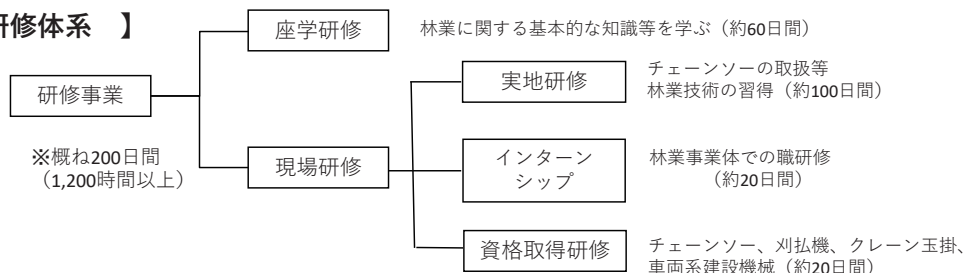 研修体系 】
座学研修
林業に関する基本的な知識等を学ぶ（約60日間）
研修事業
※概ね200日間
（1,200時間以上）
現場研修
実地研修
チェーンソーの取扱等
林業技術の習得（約100日間）
インターン
シップ
林業事業体での職研修
（約20日間）
資格取得研修
チェーンソー、刈払機、クレーン玉掛、
車両系建設機械（約20日間）